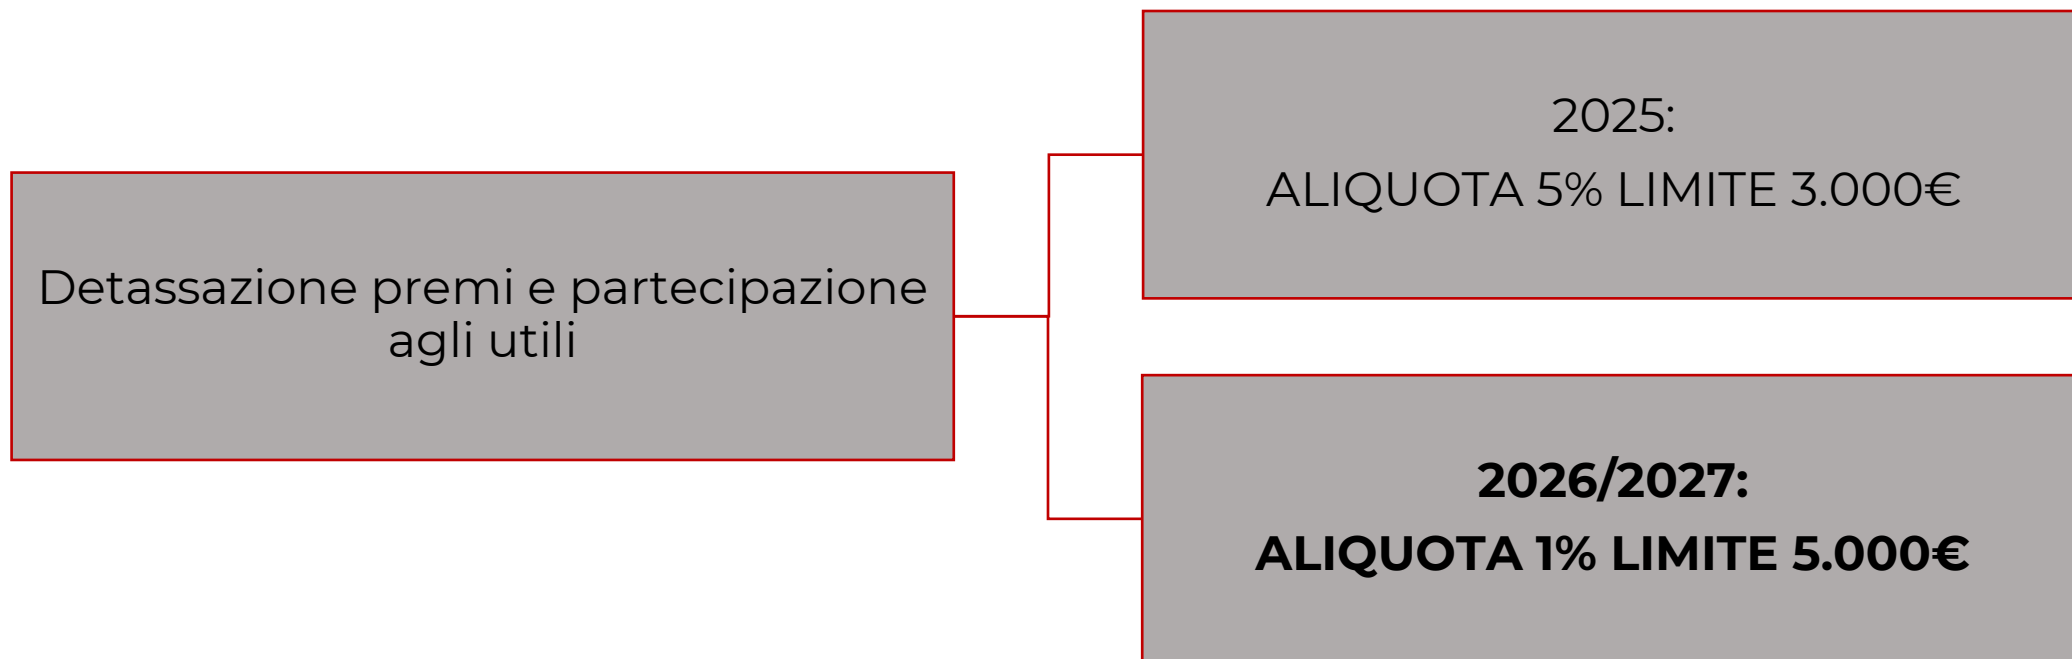 Detassazione premi e partecipazione
agli utili
2025:
ALIQUOTA 5% LIMITE 3.000€
2026/2027:
ALIQUOTA 1% LIMITE 5.000€